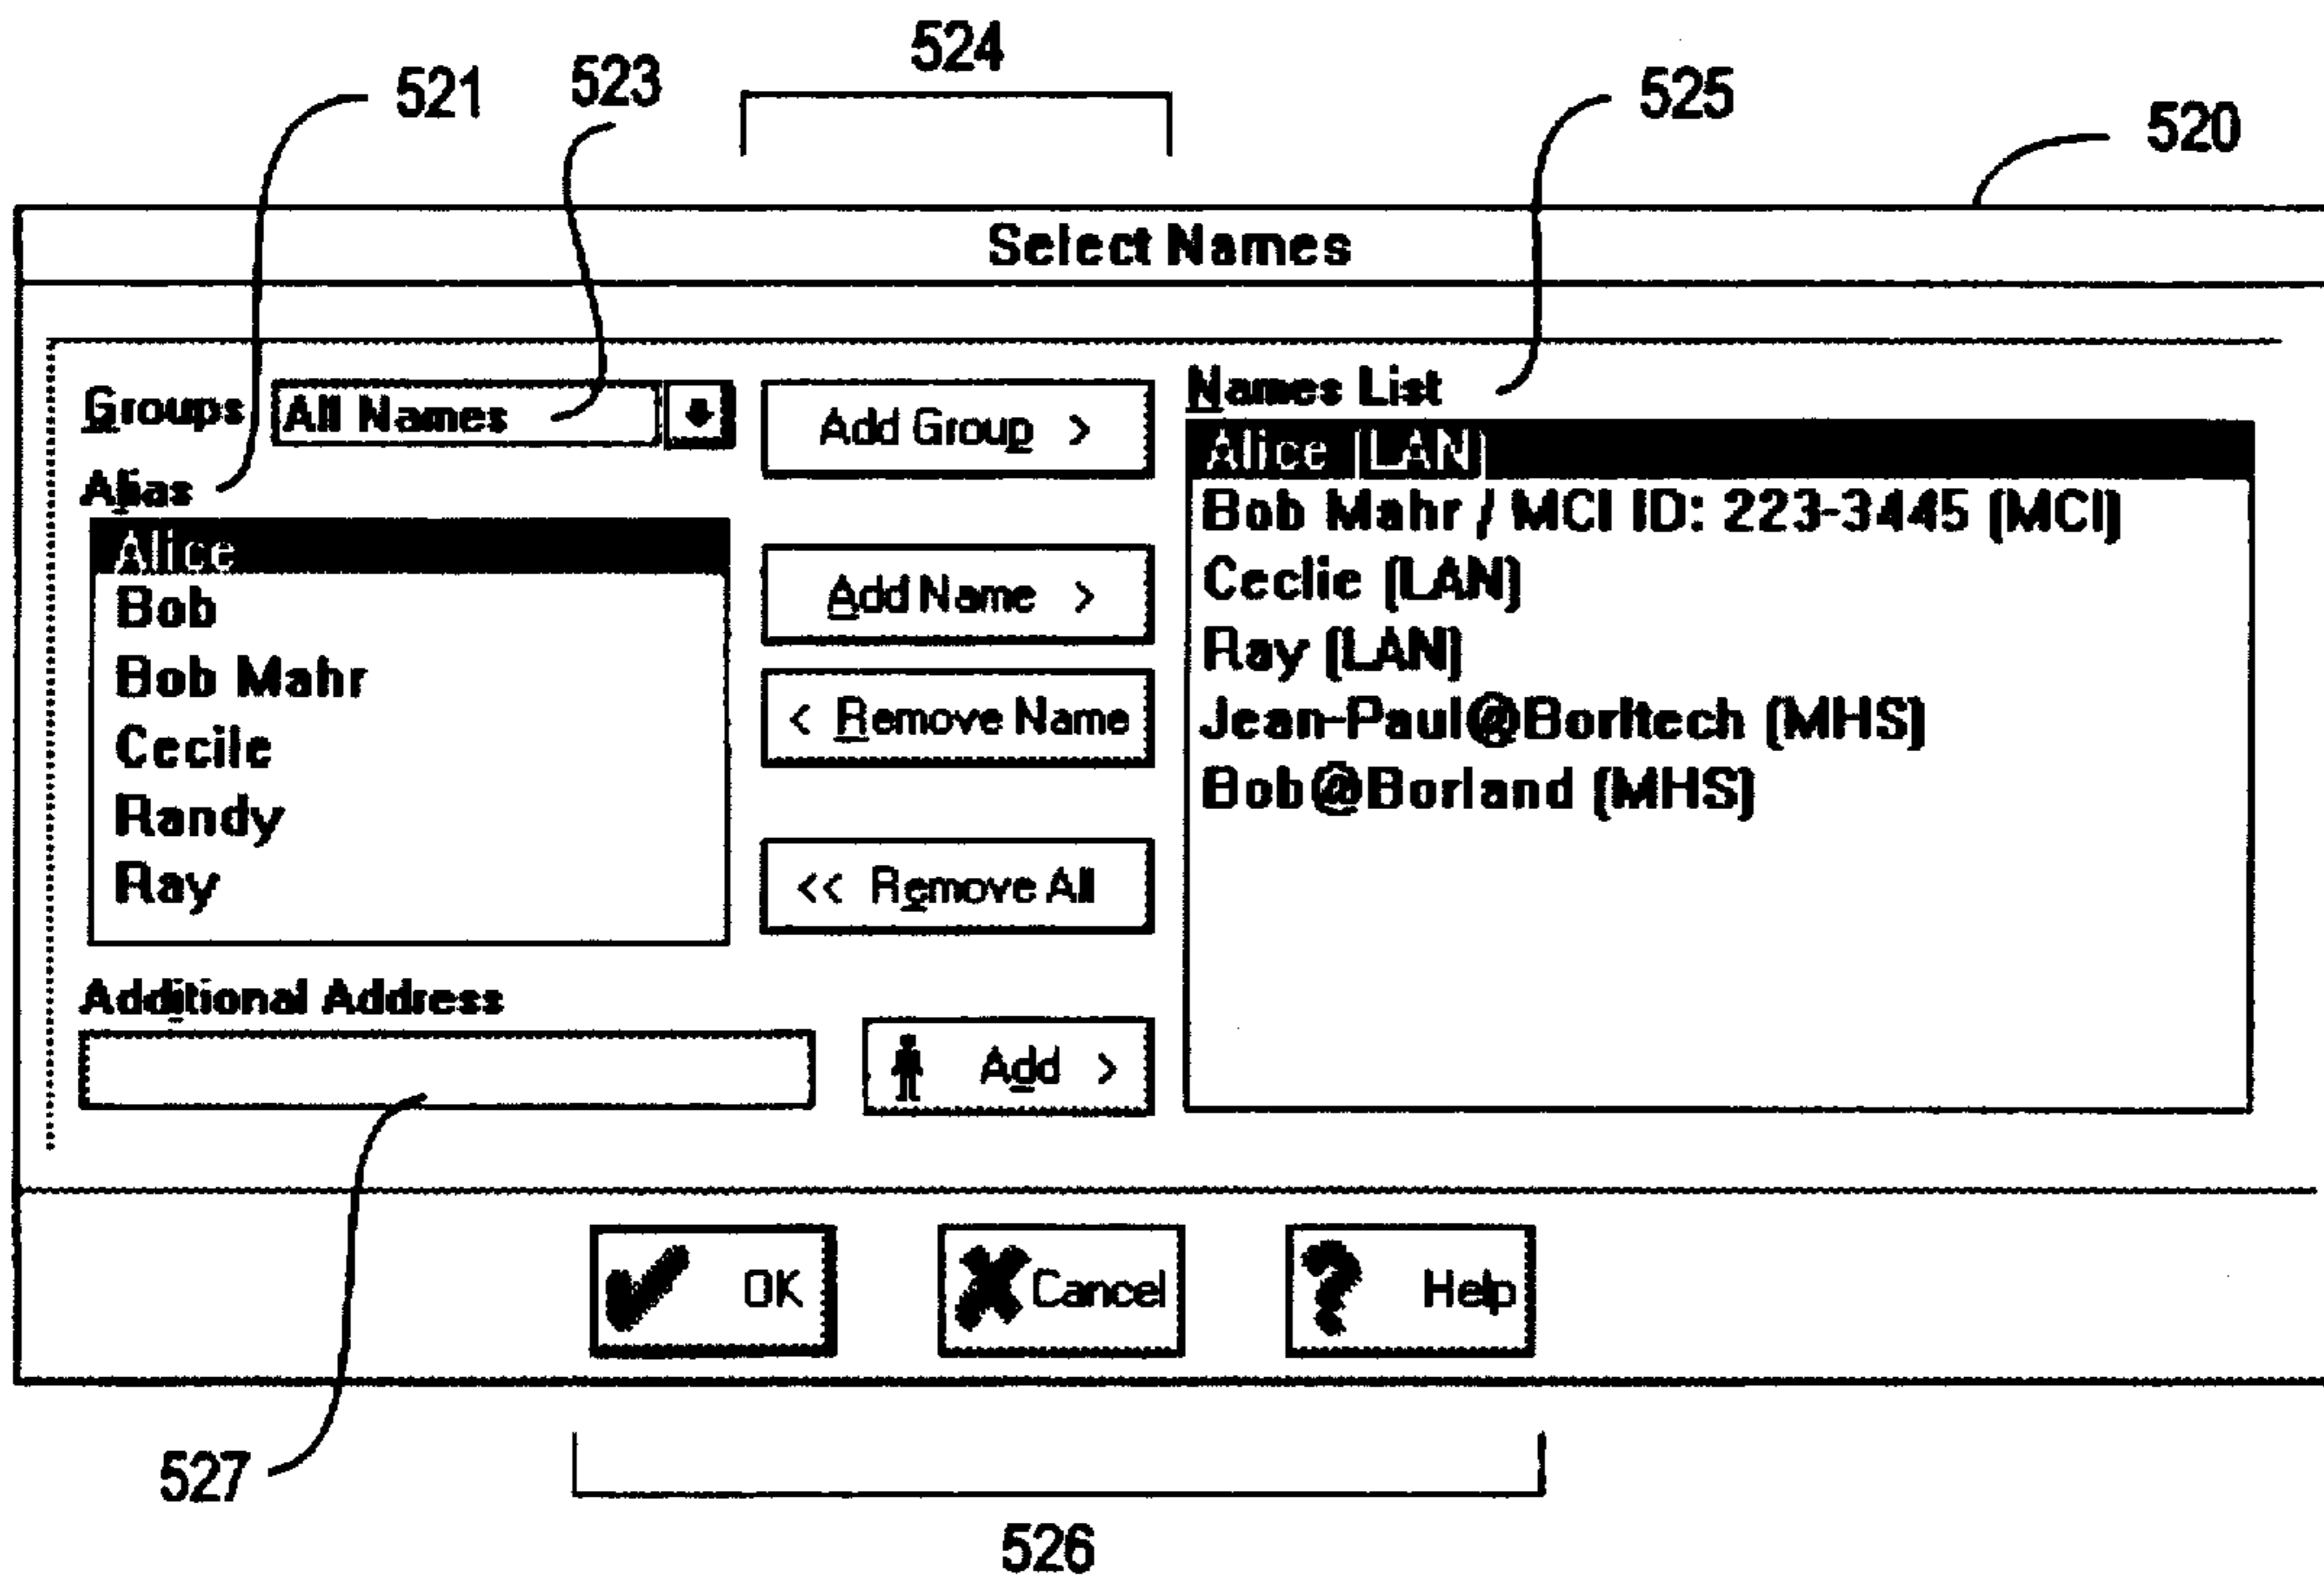 524
521
523
525
520
Select Names
Groups
All Names
Add Group >
Names List
Alias
Alice
Bob
Bob Mahr
Cecile
Randy
Ray
Add Name >
< Remove Name
<< Remove All
Alice (LAN)
Bob Mahr / MCI ID: 223-3445 (MCI)
Ceclie (LAN)
Ray (LAN)
Jean-Paul@Borltech (MHS)
Bob@Borland (MHS)
Additional Address
Add >
OK
Cancel
Help
527
526